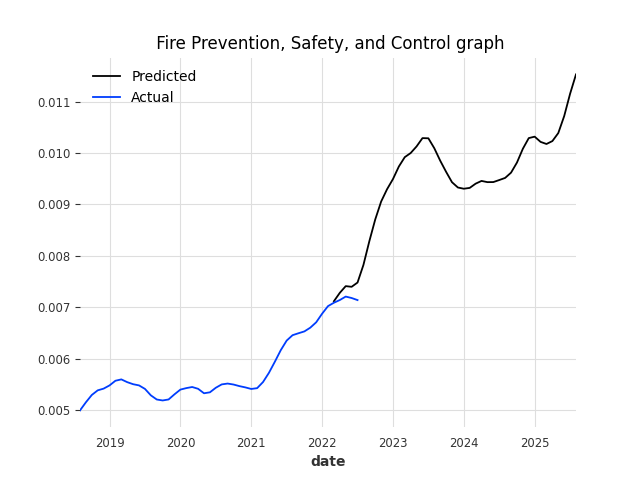 Fire Prevention, Safety, and Control graph
Predicted
Actual
0.011
0.010
0.009
0.008
0.007
0.006
0.005
2019 2020 2021 2022 2023 2024 2025
date